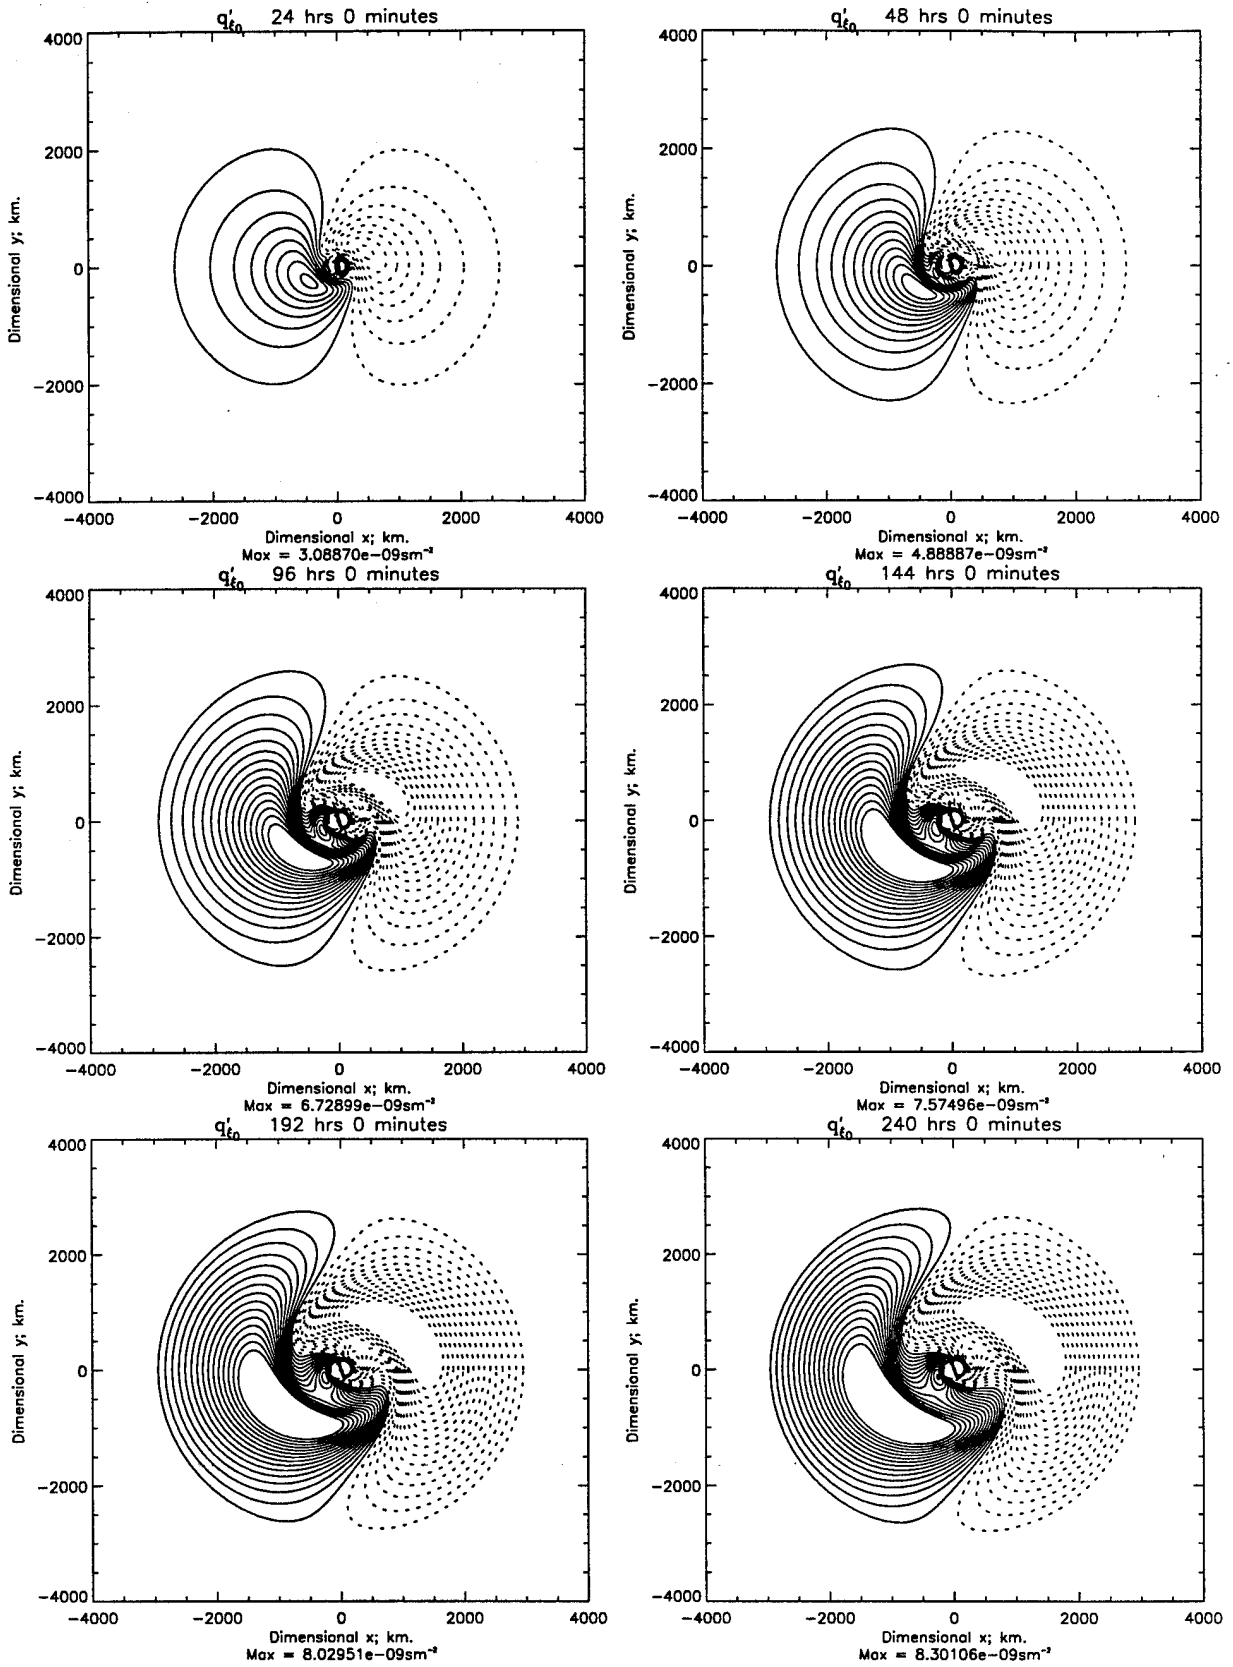 q′ξ0 24 hrs 0 minutes
4000
2000
0
−2000
−4000
Dimensional y; km.
−4000 −2000 0 2000 4000
Dimensional x; km.
Max = 3.08870e−09sm⁻²
q′ξ0 48 hrs 0 minutes
4000
2000
0
−2000
−4000
Dimensional y; km.
−4000 −2000 0 2000 4000
Dimensional x; km.
Max = 4.88887e−09sm⁻²
q′ξ0 96 hrs 0 minutes
4000
2000
0
−2000
−4000
Dimensional y; km.
−4000 −2000 0 2000 4000
Dimensional x; km.
Max = 6.72899e−09sm⁻²
q′ξ0 144 hrs 0 minutes
4000
2000
0
−2000
−4000
Dimensional y; km.
−4000 −2000 0 2000 4000
Dimensional x; km.
Max = 7.57496e−09sm⁻²
q′ξ0 192 hrs 0 minutes
4000
2000
0
−2000
−4000
Dimensional y; km.
−4000 −2000 0 2000 4000
Dimensional x; km.
Max = 8.02951e−09sm⁻²
q′ξ0 240 hrs 0 minutes
4000
2000
0
−2000
−4000
Dimensional y; km.
−4000 −2000 0 2000 4000
Dimensional x; km.
Max = 8.30106e−09sm⁻²